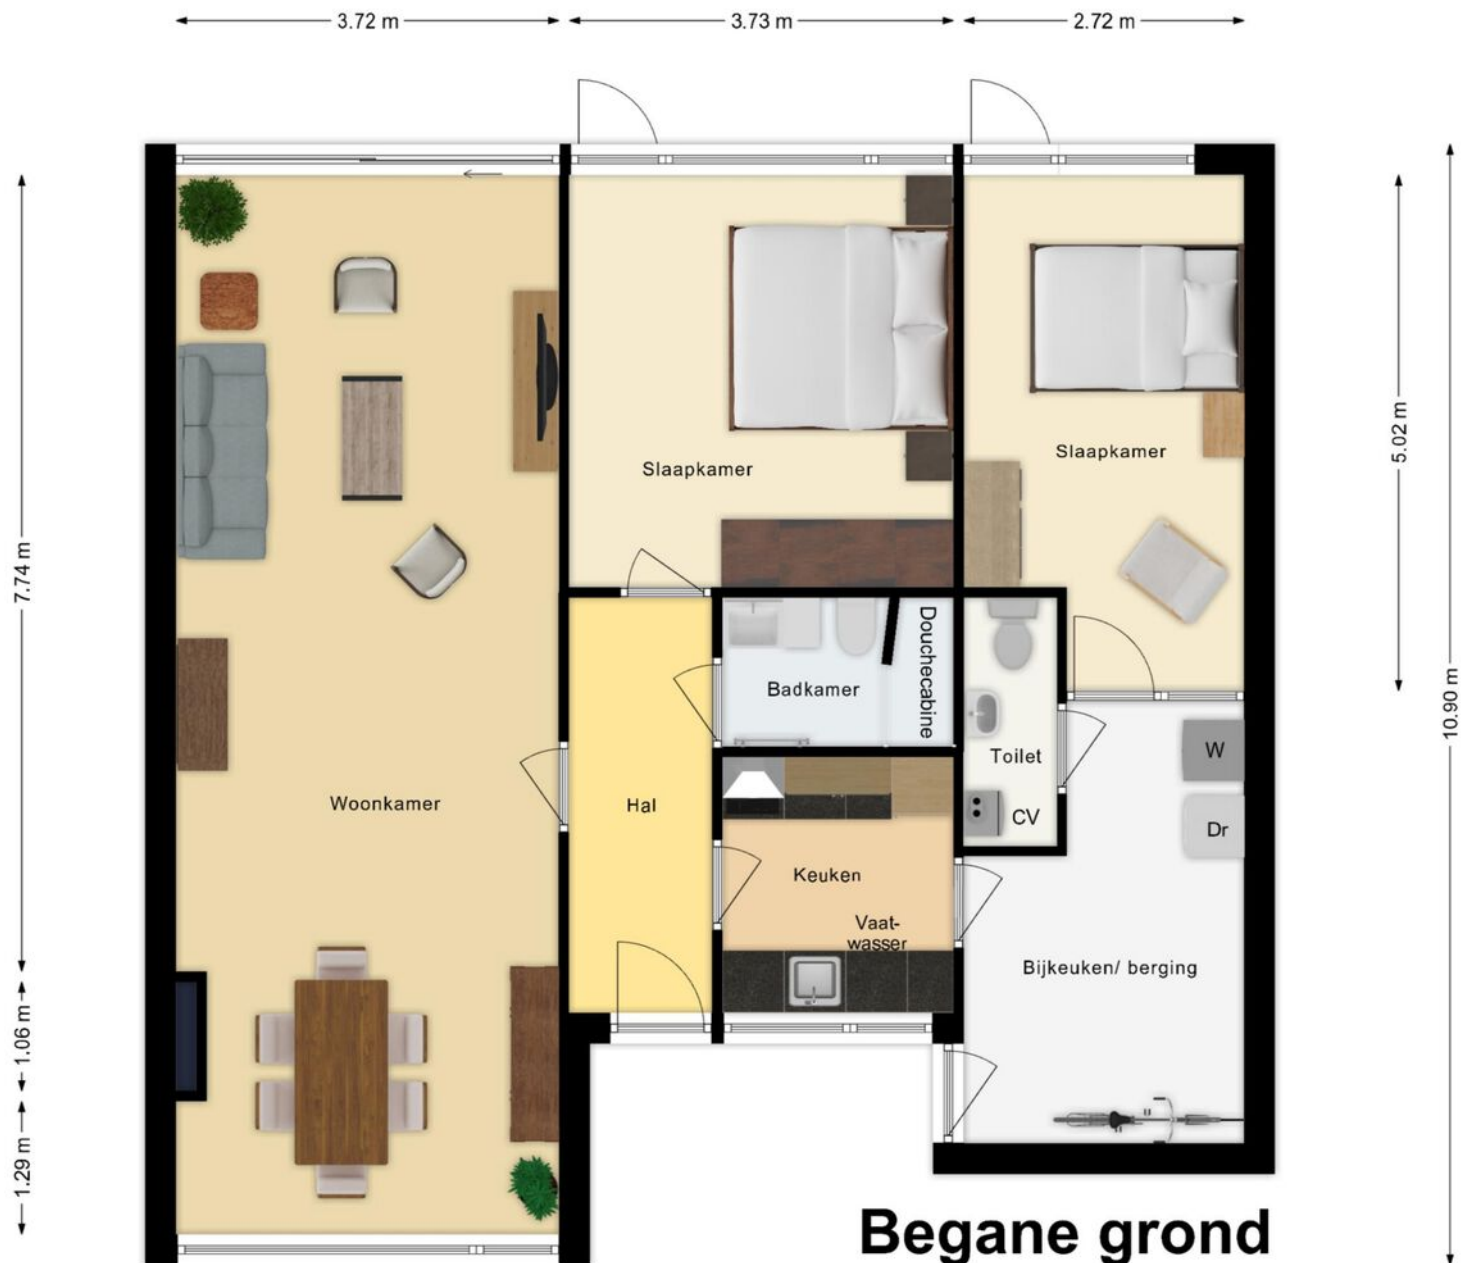 3.72 m
3.73 m
2.72 m
7.74 m
1.06 m
1.29 m
5.02 m
10.90 m
Slaapkamer
Slaapkamer
Douchecabine
Badkamer
Toilet
W
CV
Dr
Woonkamer
Hal
Keuken
Vaat-
wasser
Bijkeuken/ berging
Begane grond